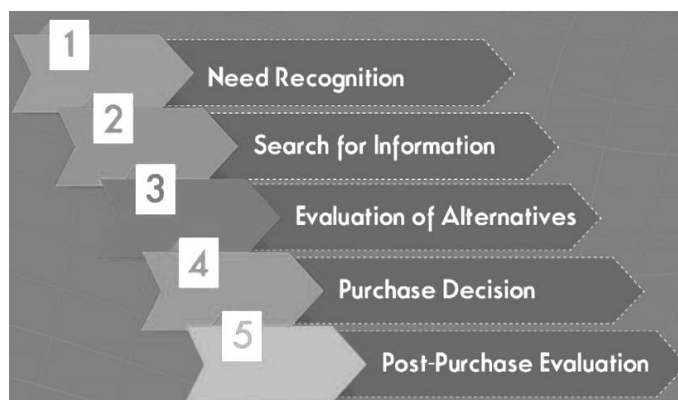 1
Need Recognition
2
Search for Information
3
Evaluation of Alternatives
4
Purchase Decision
5
Post-Purchase Evaluation